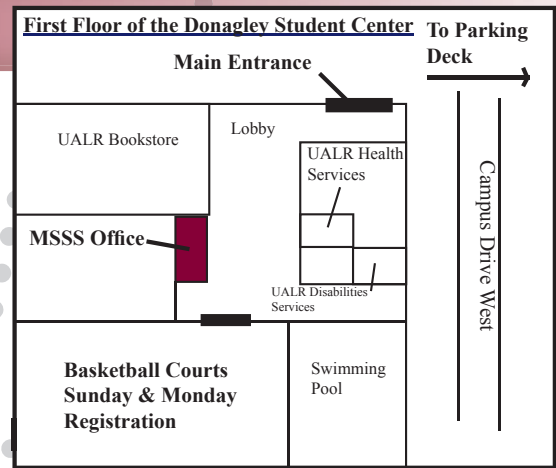 First Floor of the Donagley Student Center
To Parking
Deck
Main Entrance
UALR Bookstore
Lobby
UALR Health
Services
MSSS Office
UALR Disabilities
Services
Campus Drive West
Basketball Courts
Sunday & Monday
Registration
Swimming
Pool